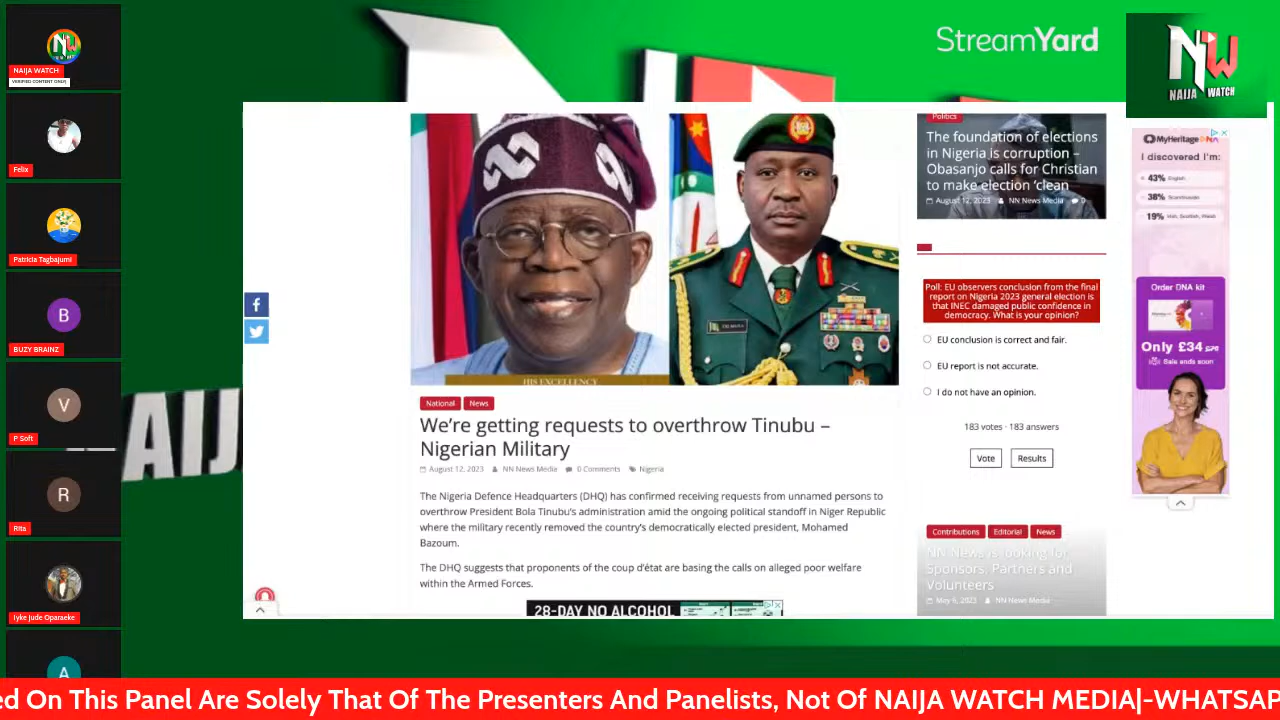 NAIJA WATCH
VERIFIED CONTENT ONLY
Felix
Patricia Tagbajumi
B
BUZY BRAINZ
V
P Soft
R
Rita
Iyke Jude Oparaeke
A
StreamYard
NW
NAIJA WATCH
AIJ
HIS EXCELLENCY
National News
We're getting requests to overthrow Tinubu –
Nigerian Military
August 12, 2023 NN News Media 0 Comments Nigeria
The Nigeria Defence Headquarters (DHQ) has confirmed receiving requests from unnamed persons to
overthrow President Bola Tinubu's administration amid the ongoing political standoff in Niger Republic
where the military recently removed the country's democratically elected president, Mohamed
Bazoum.
The DHQ suggests that proponents of the coup d'état are basing the calls on alleged poor welfare
within the Armed Forces.
28-DAY NO ALCOHOL
Politics
The foundation of elections
in Nigeria is corruption –
Obasanjo calls for Christian
to make election 'clean
August 12, 2023 NN News Media 0
Poll: EU observers conclusion from the final
report on Nigeria 2023 general election is
that INEC damaged public confidence in
democracy. What is your opinion?
EU conclusion is correct and fair.
EU report is not accurate.
I do not have an opinion.
183 votes · 183 answers
Vote Results
Contributions Editorial News
NN News is looking for
Sponsors, Partners and
Volunteers
May 6, 2023 NN News Media
MyHeritage DNA
I discovered I'm:
43% English
38% Scandinavian
19% Irish, Scottish, Welsh
Order DNA kit
Only £34
Sale ends soon
ed On This Panel Are Solely That Of The Presenters And Panelists, Not Of NAIJA WATCH MEDIA|-WHATSAP